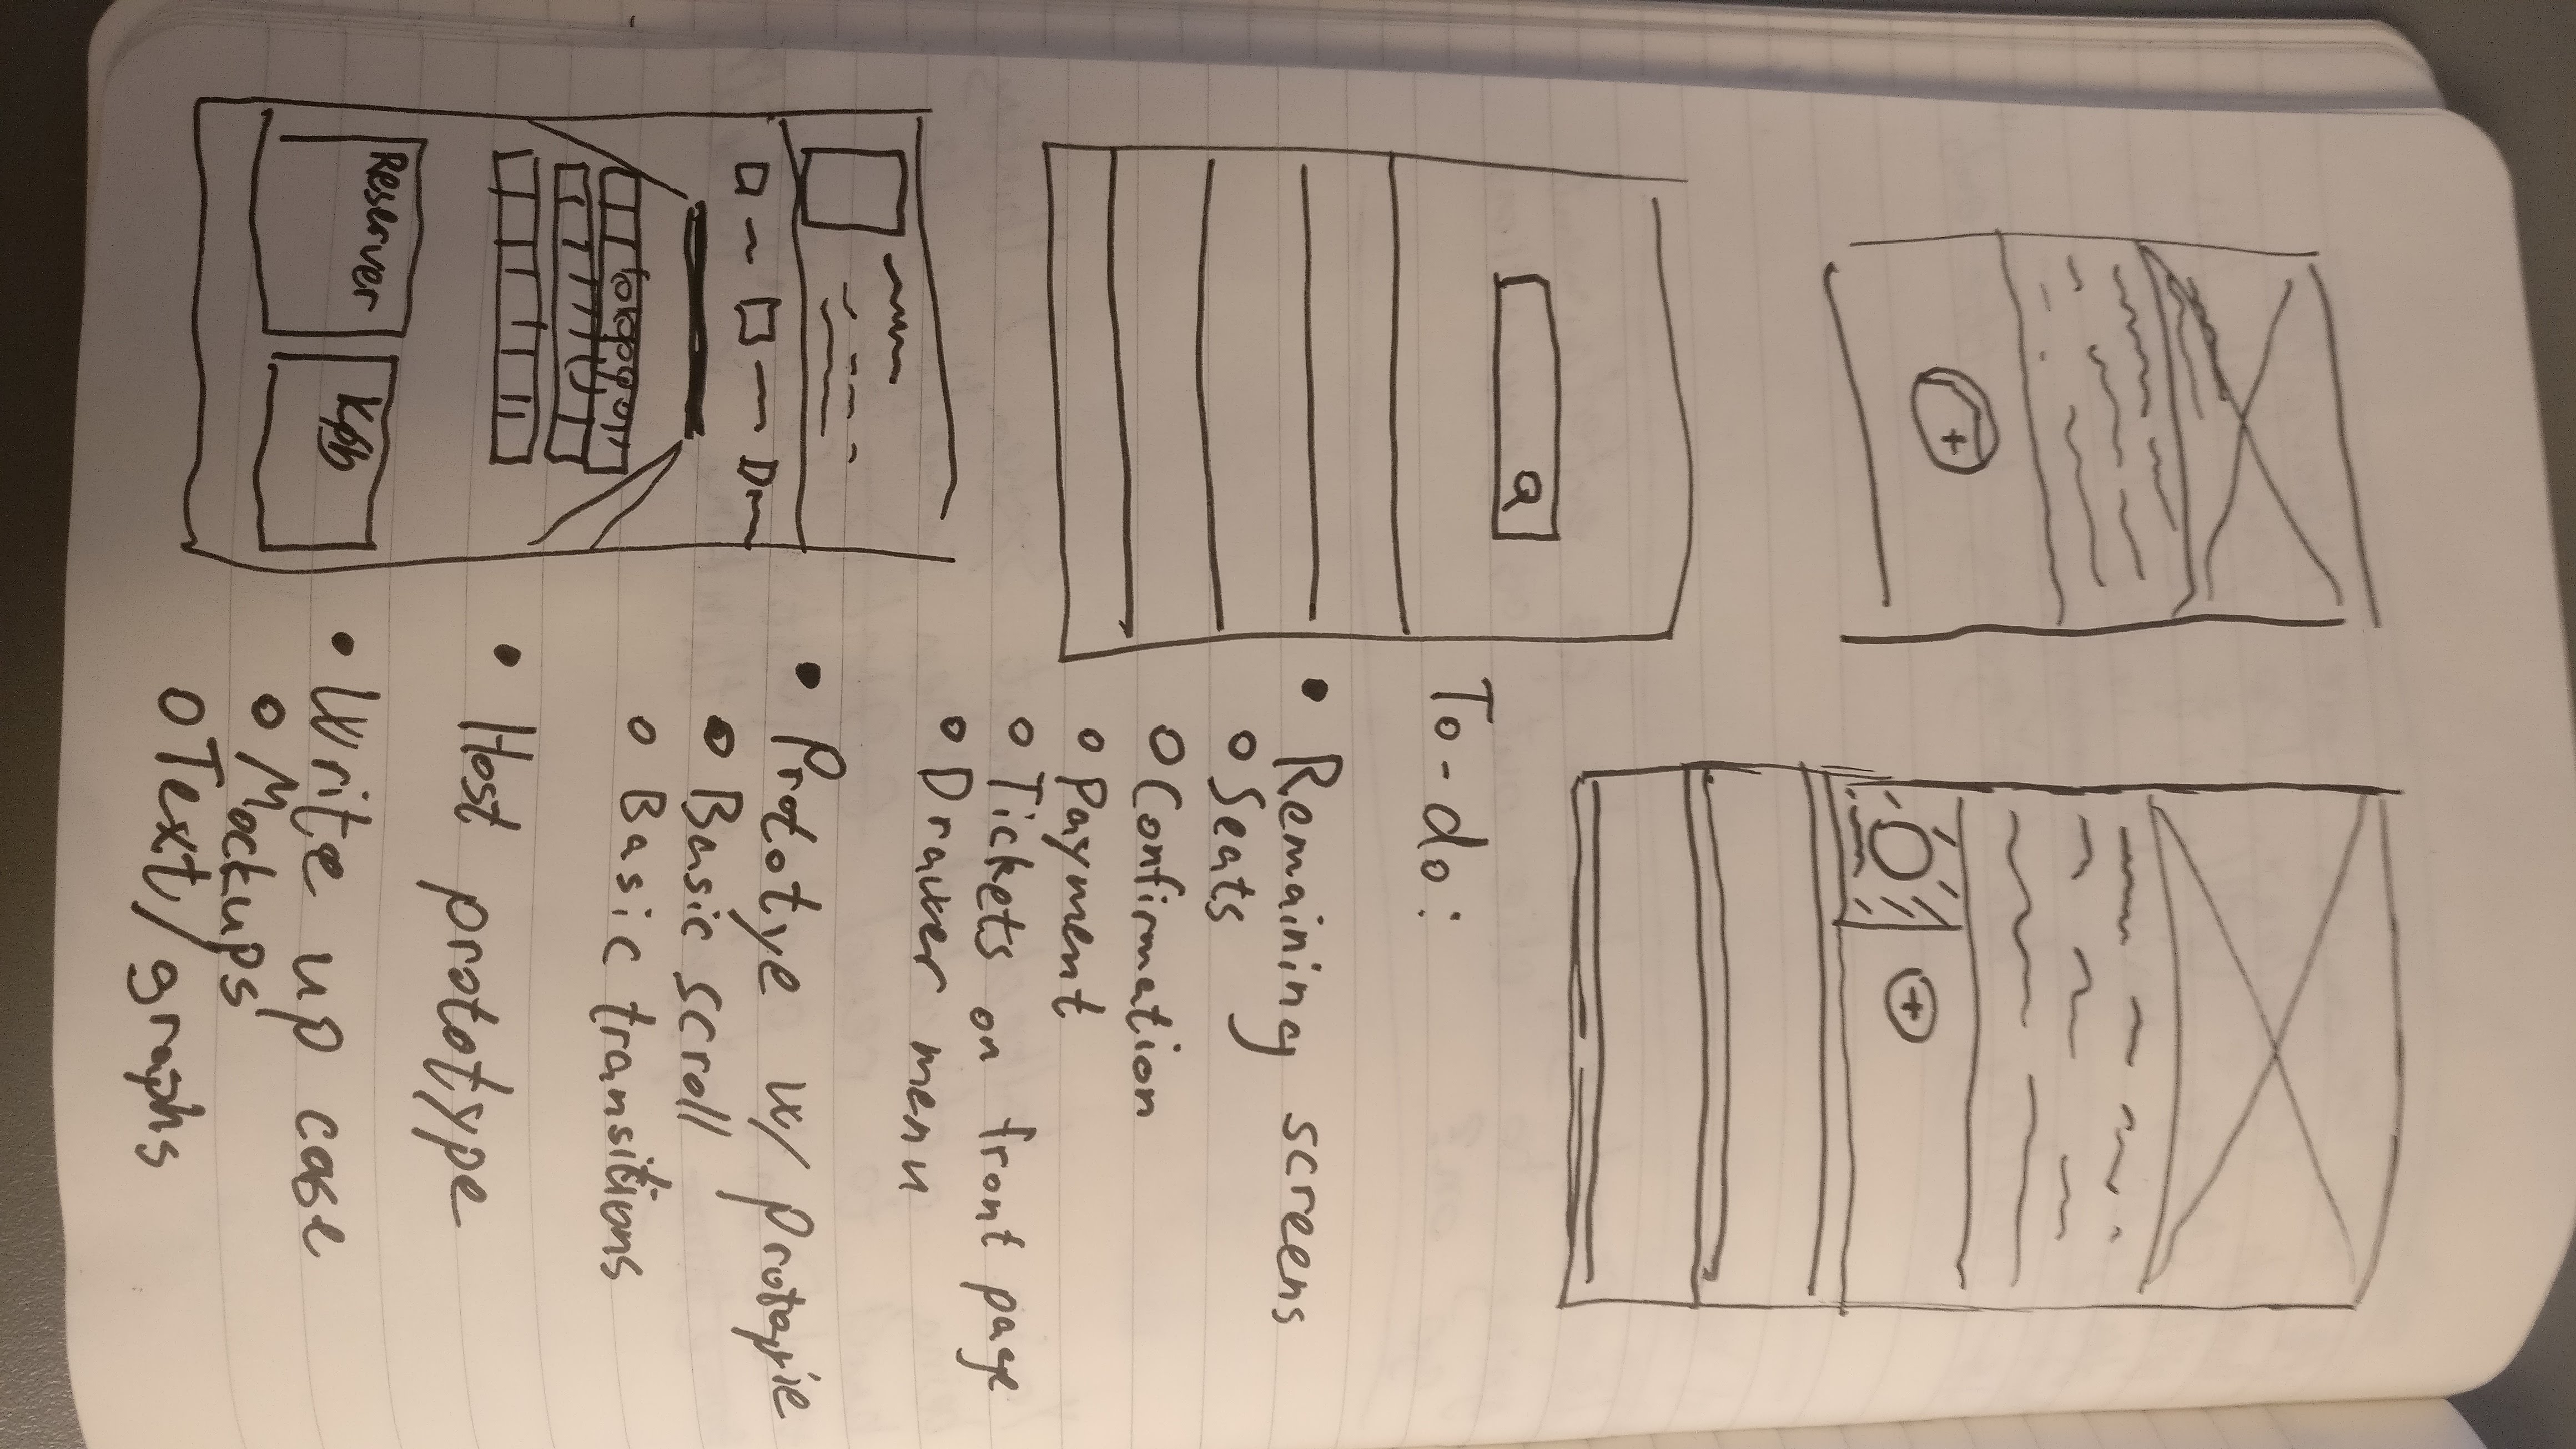 To-do:
• Remaining screens
○ Seats
○ Confirmation
○ Payment
○ Tickets on front page
○ Drawer menu
• Prototye w/ protopie
○ Basic scroll
○ Basic transitions
• Host prototype
• Write up case
○ Mockups
○ Text/graphs
Reserver
Køb